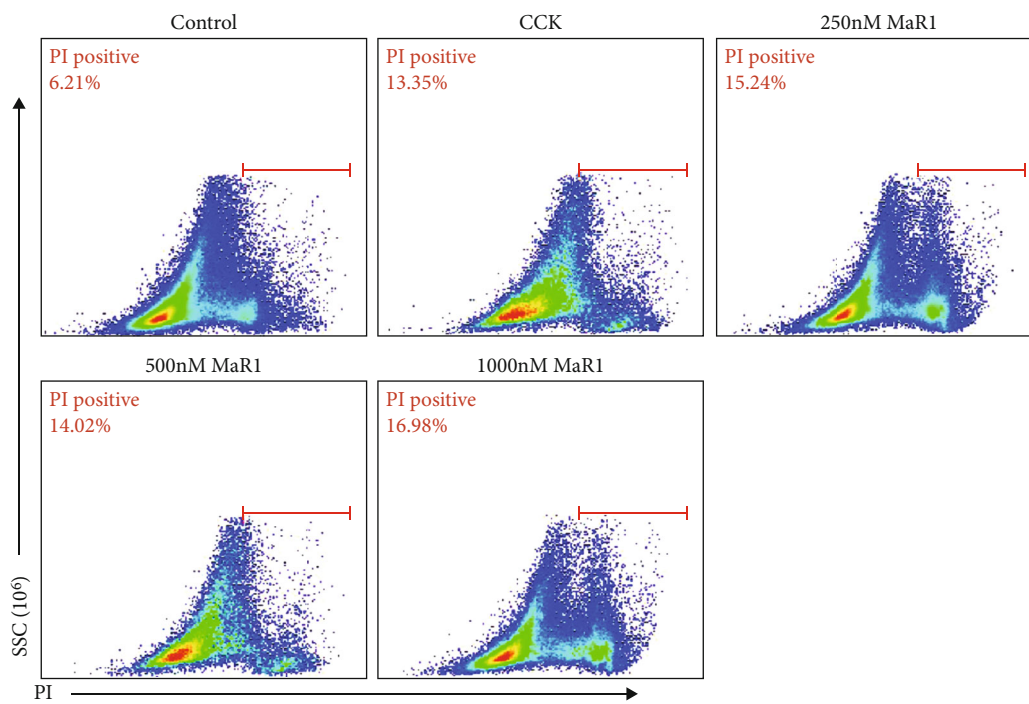 Control
PI positive
6.21%
CCK
PI positive
13.35%
250nM MaR1
PI positive
15.24%
500nM MaR1
PI positive
14.02%
1000nM MaR1
PI positive
16.98%
SSC (10⁶)
PI